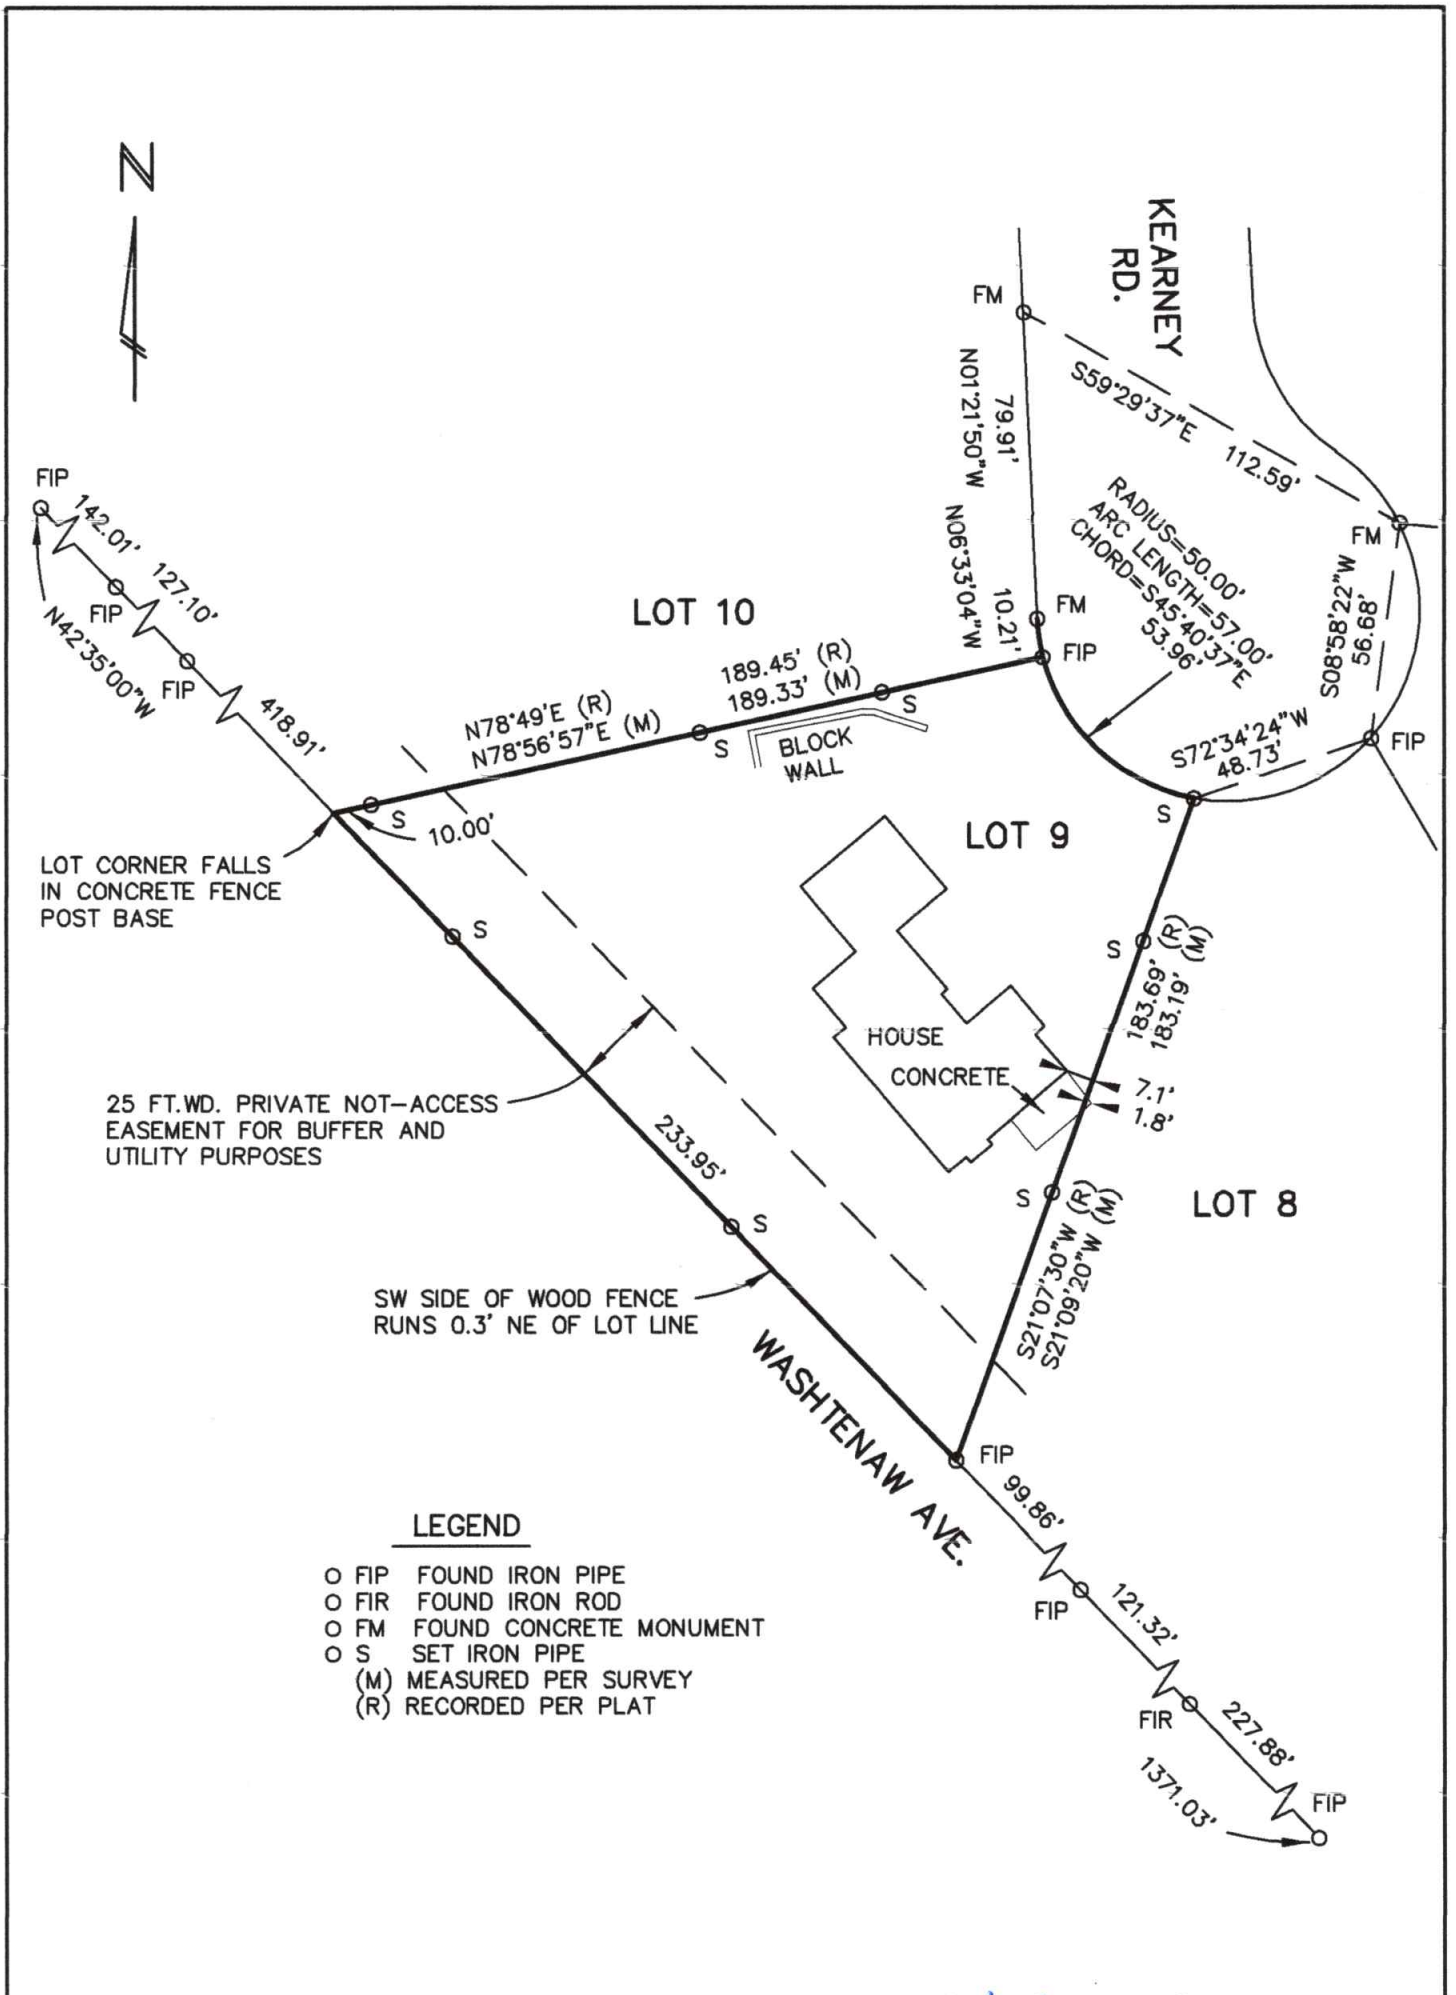 N
KEARNEY
RD.
FM
N01°21'50"W
79.91'
S59°29'37"E
112.59'
RADIUS=50.00'
ARC LENGTH=57.00'
CHORD=S45°40'37"E
53.96'
FM
FIP
142.01'
127.10'
FIP
N42°35'00"W
FIP
418.91'
LOT 10
N06°33'04"W
10.21'
FM
FIP
S08°58'22"W
56.68'
189.45' (R)
189.33' (M)
S
N78°49'E (R)
N78°56'57"E (M)
S
BLOCK
WALL
S72°34'24"W
48.73'
FIP
S
S
10.00'
LOT 9
LOT CORNER FALLS
IN CONCRETE FENCE
POST BASE
S
S
183.69' (R)
183.19' (M)
HOUSE
CONCRETE
7.1'
1.8'
25 FT.WD. PRIVATE NOT-ACCESS
EASEMENT FOR BUFFER AND
UTILITY PURPOSES
233.95'
S
S
LOT 8
S21°07'30"W (R)
S21°09'20"W (M)
SW SIDE OF WOOD FENCE
RUNS 0.3' NE OF LOT LINE
WASHTENAW AVE.
FIP
99.86'
FIP
121.32'
FIR
227.88'
1371.03'
FIP
LEGEND
O FIP FOUND IRON PIPE
O FIR FOUND IRON ROD
O FM FOUND CONCRETE MONUMENT
O S SET IRON PIPE
(M) MEASURED PER SURVEY
(R) RECORDED PER PLAT